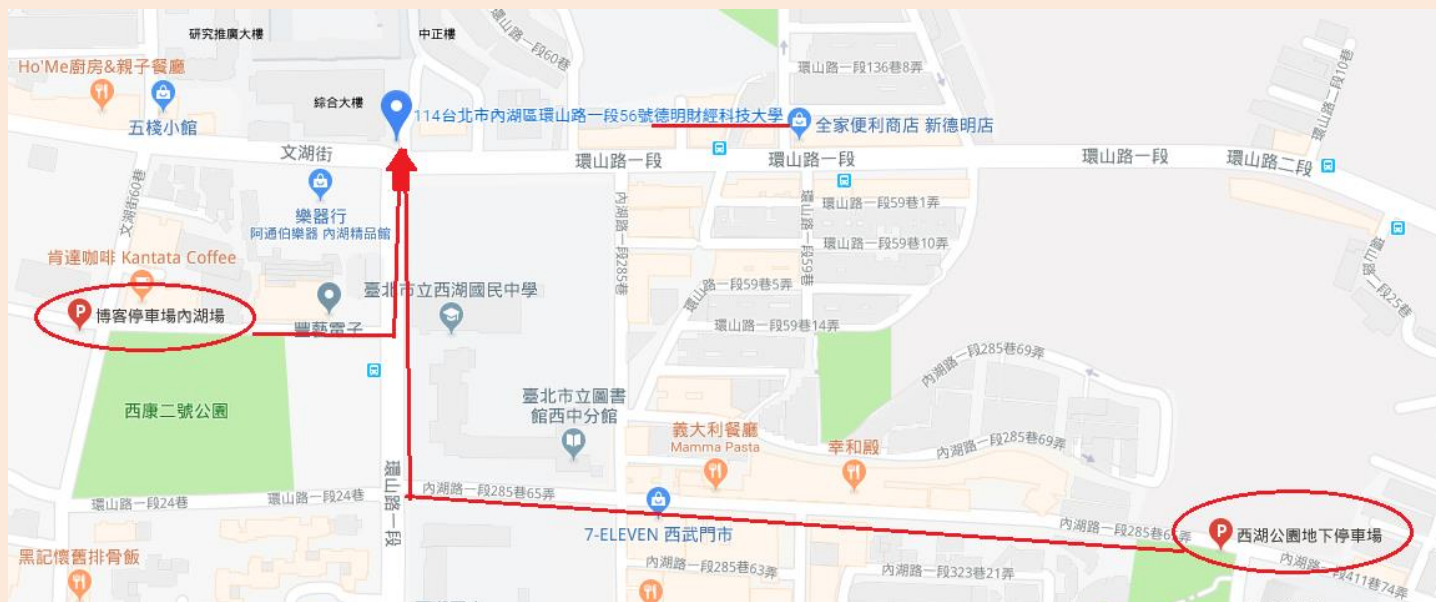 研究推廣大樓
中正樓
環山路一段60巷
環山路一段136巷8弄
環山路一段10巷
Ho'Me廚房&親子餐廳
五棧小館
綜合大樓
114台北市內湖區環山路一段56號德明財經科技大學
全家便利商店 新德明店
文湖街
環山路一段
環山路一段
環山路一段
環山路二段
文湖街60巷
樂器行
阿通伯樂器 內湖精品館
內湖路一段285巷
環山路一段59巷
環山路一段59巷1弄
環山路一段59巷10弄
環山路一段25巷
肯達咖啡 Kantata Coffee
臺北市立西湖國民中學
環山路一段59巷5弄
博客停車場內湖場
豐藝電子
環山路一段59巷14弄
內湖路一段285巷69弄
西康二號公園
臺北市立圖書
館西中分館
義大利餐廳
Mamma Pasta
幸和殿
內湖路一段285巷69弄
環山路一段24巷
環山路一段24巷
環山路一段
內湖路一段285巷65弄
7-ELEVEN 西武門市
內湖路一段285巷6
西湖公園地下停車場
黑記懷舊排骨飯
內湖路一段285巷63弄
內湖路一段323巷21弄
內湖路一段411巷74弄